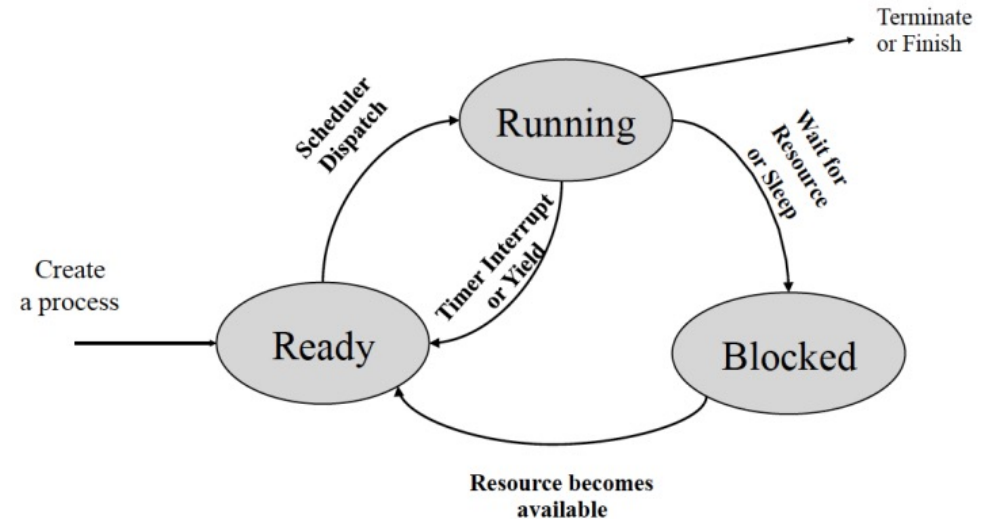 Terminate
or Finish
Scheduler
Dispatch
Running
Wait for
Resource
or Sleep
Timer Interrupt
or Yield
Create
a process
Ready
Blocked
Resource becomes
available